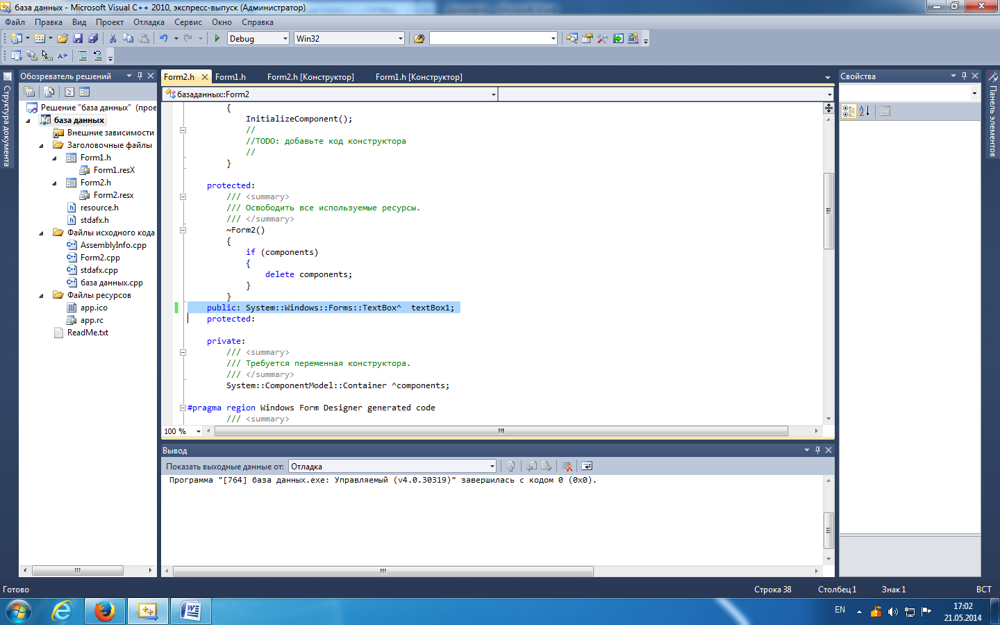 база данных - Microsoft Visual C++ 2010, экспресс-выпуск (Администратор)
Файл Правка Вид Проект Отладка Сервис Окно Справка
Debug Win32
Обозреватель решений
Form2.h Form1.h Form2.h [Конструктор] Form1.h [Конструктор]
Свойства
Структура документа
Панель элементов
базаданных::Form2
Решение "база данных" (прое
база данных
Внешние зависимости
Заголовочные файлы
Form1.h
Form1.resX
Form2.h
Form2.resx
resource.h
stdafx.h
Файлы исходного кода
AssemblyInfo.cpp
Form2.cpp
stdafx.cpp
база данных.cpp
Файлы ресурсов
app.ico
app.rc
ReadMe.txt
{
InitializeComponent();
//
//TODO: добавьте код конструктора
//
}
protected:
/// <summary>
/// Освободить все используемые ресурсы.
/// </summary>
~Form2()
{
if (components)
{
delete components;
}
}
public: System::Windows::Forms::TextBox^  textBox1;
protected:
private:
/// <summary>
/// Требуется переменная конструктора.
/// </summary>
System::ComponentModel::Container ^components;
#pragma region Windows Form Designer generated code
/// <summary>
100 %
Вывод
Показать выходные данные от: Отладка
Программа "[764] база данных.exe: Управляемый (v4.0.30319)" завершилась с кодом 0 (0x0).
Готово Строка 38 Столбец 1 Знак 1 ВСТ
EN 17:02
21.05.2014